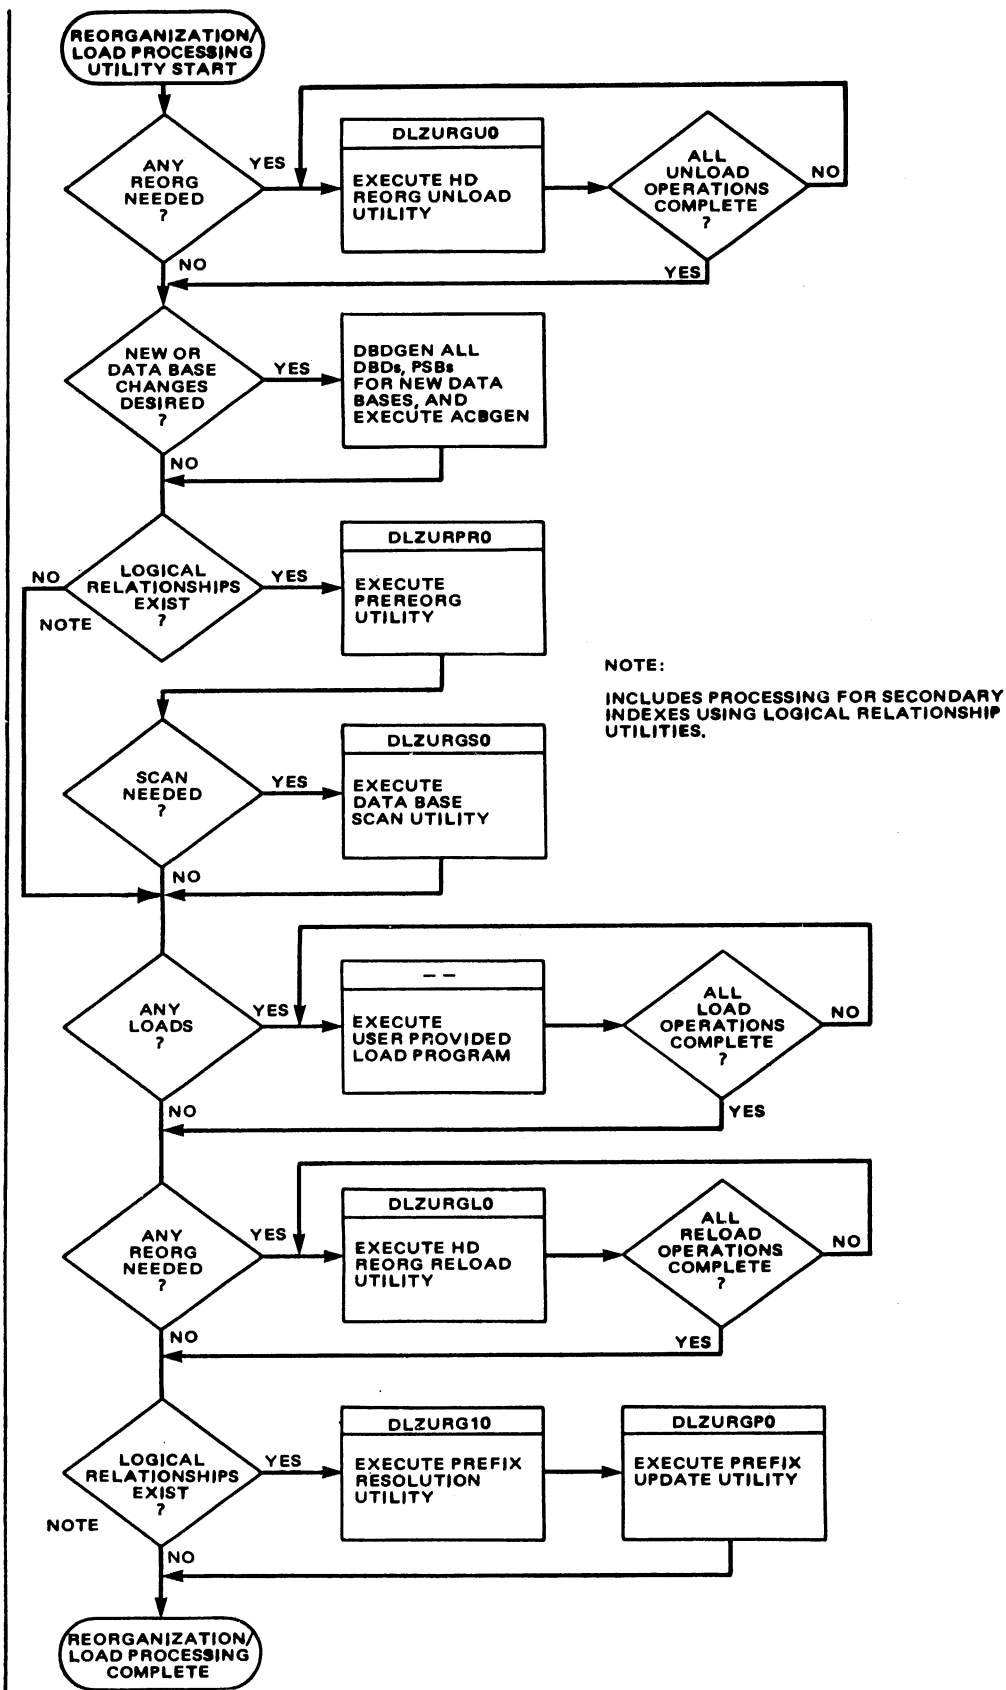 REORGANIZATION/
LOAD PROCESSING
UTILITY START
ANY
REORG
NEEDED
?
YES
DLZURGU0
EXECUTE HD
REORG UNLOAD
UTILITY
ALL
UNLOAD
OPERATIONS
COMPLETE
?
NO
NO
YES
NEW OR
DATA BASE
CHANGES
DESIRED
?
YES
DBDGEN ALL
DBDs, PSBs
FOR NEW DATA
BASES, AND
EXECUTE ACBGEN
NO
NO
LOGICAL
RELATIONSHIPS
EXIST
?
NOTE
YES
DLZURPR0
EXECUTE
PREREORG
UTILITY
NOTE:
INCLUDES PROCESSING FOR SECONDARY
INDEXES USING LOGICAL RELATIONSHIP
UTILITIES.
SCAN
NEEDED
?
YES
DLZURGS0
EXECUTE
DATA BASE
SCAN UTILITY
NO
ANY
LOADS
?
YES
– –
EXECUTE
USER PROVIDED
LOAD PROGRAM
ALL
LOAD
OPERATIONS
COMPLETE
?
NO
NO
YES
ANY
REORG
NEEDED
?
YES
DLZURGL0
EXECUTE HD
REORG RELOAD
UTILITY
ALL
RELOAD
OPERATIONS
COMPLETE
?
NO
NO
YES
LOGICAL
RELATIONSHIPS
EXIST
?
NOTE
YES
DLZURG10
EXECUTE PREFIX
RESOLUTION
UTILITY
DLZURGP0
EXECUTE PREFIX
UPDATE UTILITY
NO
REORGANIZATION/
LOAD PROCESSING
COMPLETE